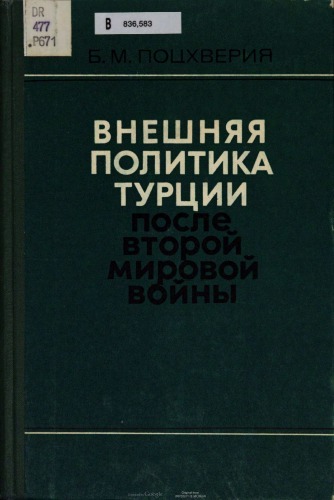 DR
477
.P671
B 836,583
Б. М. ПОЦХВЕРИЯ
ВНЕШНЯЯ
ПОЛИТИКА
ТУРЦИИ
после
второй
мировой
войны